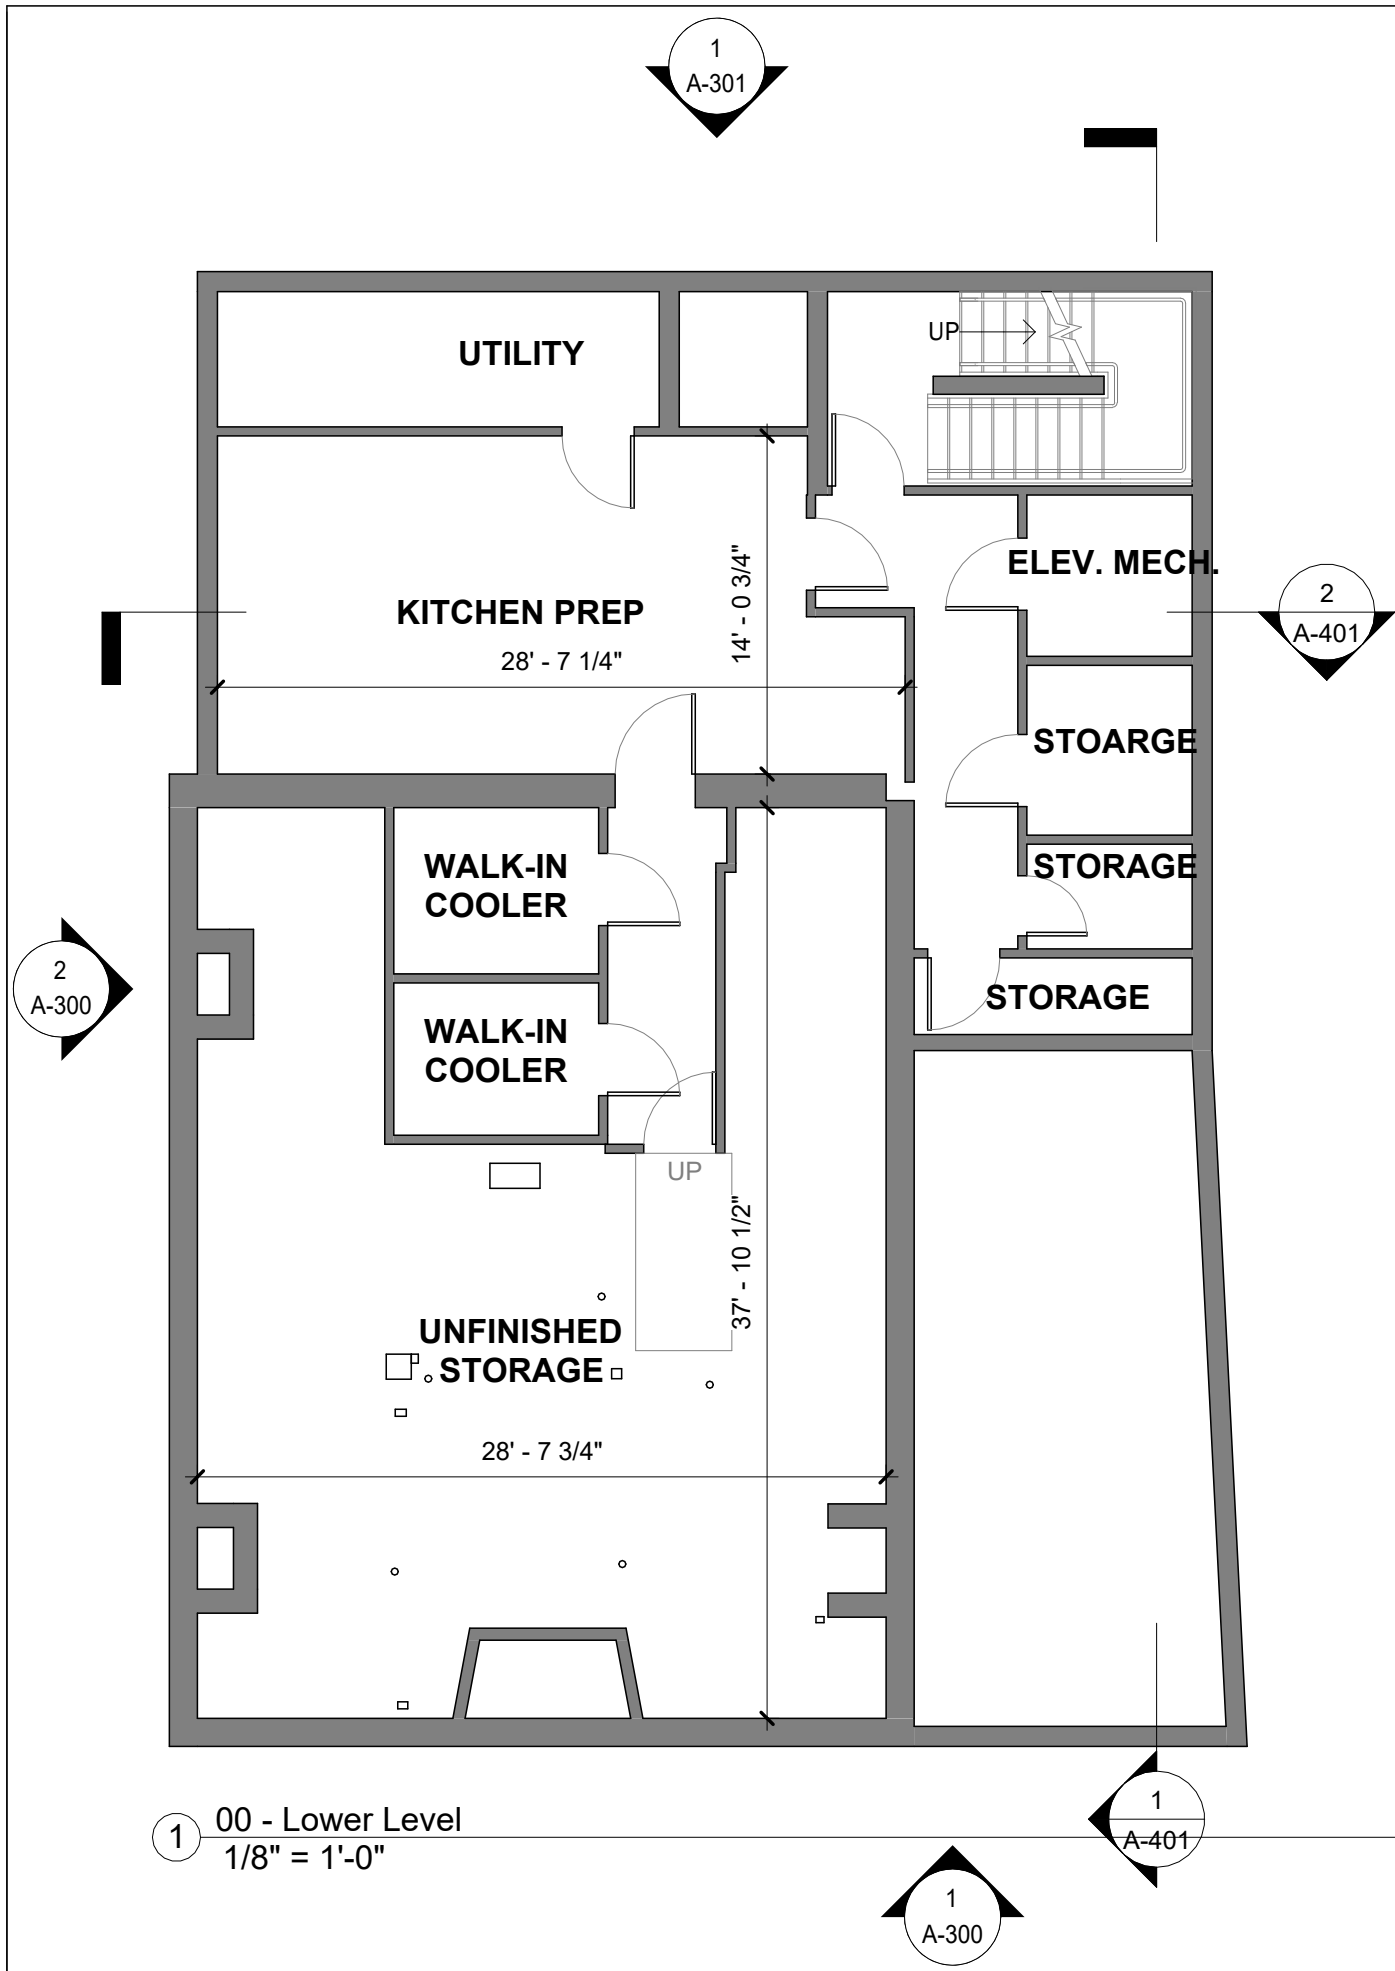 1
A-301
UP
UTILITY
14' - 0 3/4"
ELEV. MECH.
KITCHEN PREP
28' - 7 1/4"
2
A-401
STOARGE
WALK-IN
COOLER
STORAGE
2
A-300
STORAGE
WALK-IN
COOLER
UP
37' - 10 1/2"
UNFINISHED
STORAGE
28' - 7 3/4"
1
00 - Lower Level
1/8" = 1'-0"
1
A-401
1
A-300